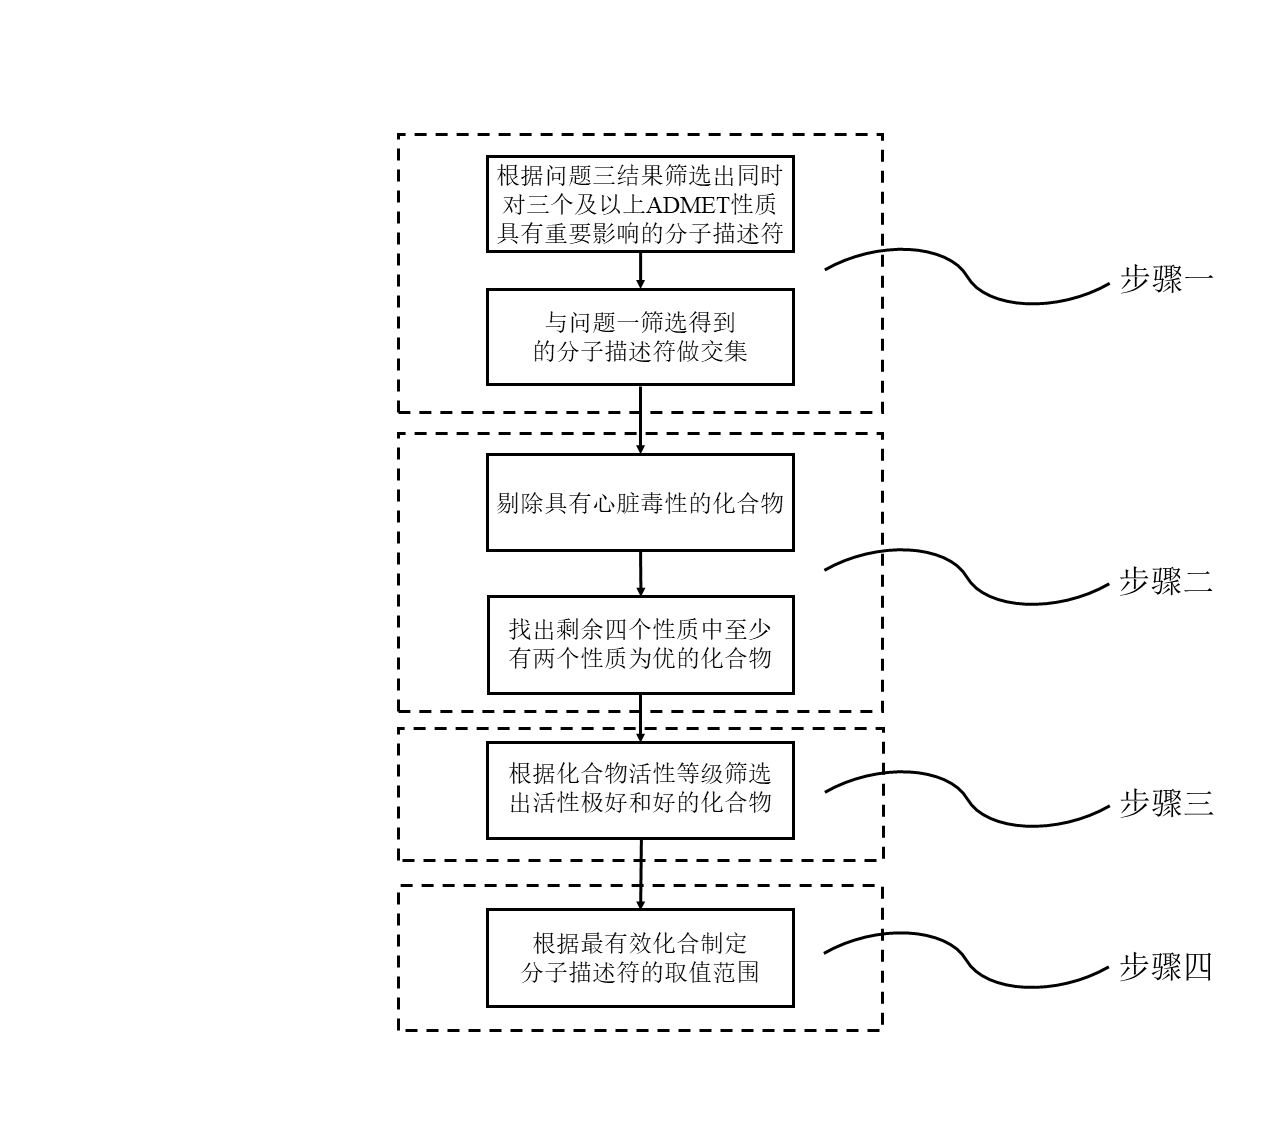 根据问题三结果筛选出同时
对三个及以上ADMET性质
具有重要影响的分子描述符
步骤一
与问题一筛选得到
的分子描述符做交集
剔除具有心脏毒性的化合物
步骤二
找出剩余四个性质中至少
有两个性质为优的化合物
根据化合物活性等级筛选
出活性极好和好的化合物
步骤三
根据最有效化合制定
分子描述符的取值范围
步骤四